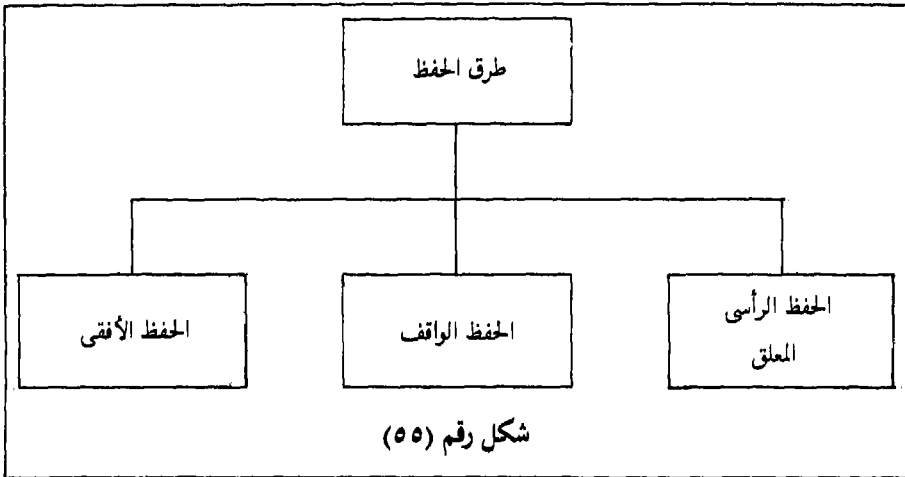 طرق الحفظ
الحفظ الرأسى
المعلق
الحفظ الواقف
الحفظ الأفقى
شكل رقم (٥٥)